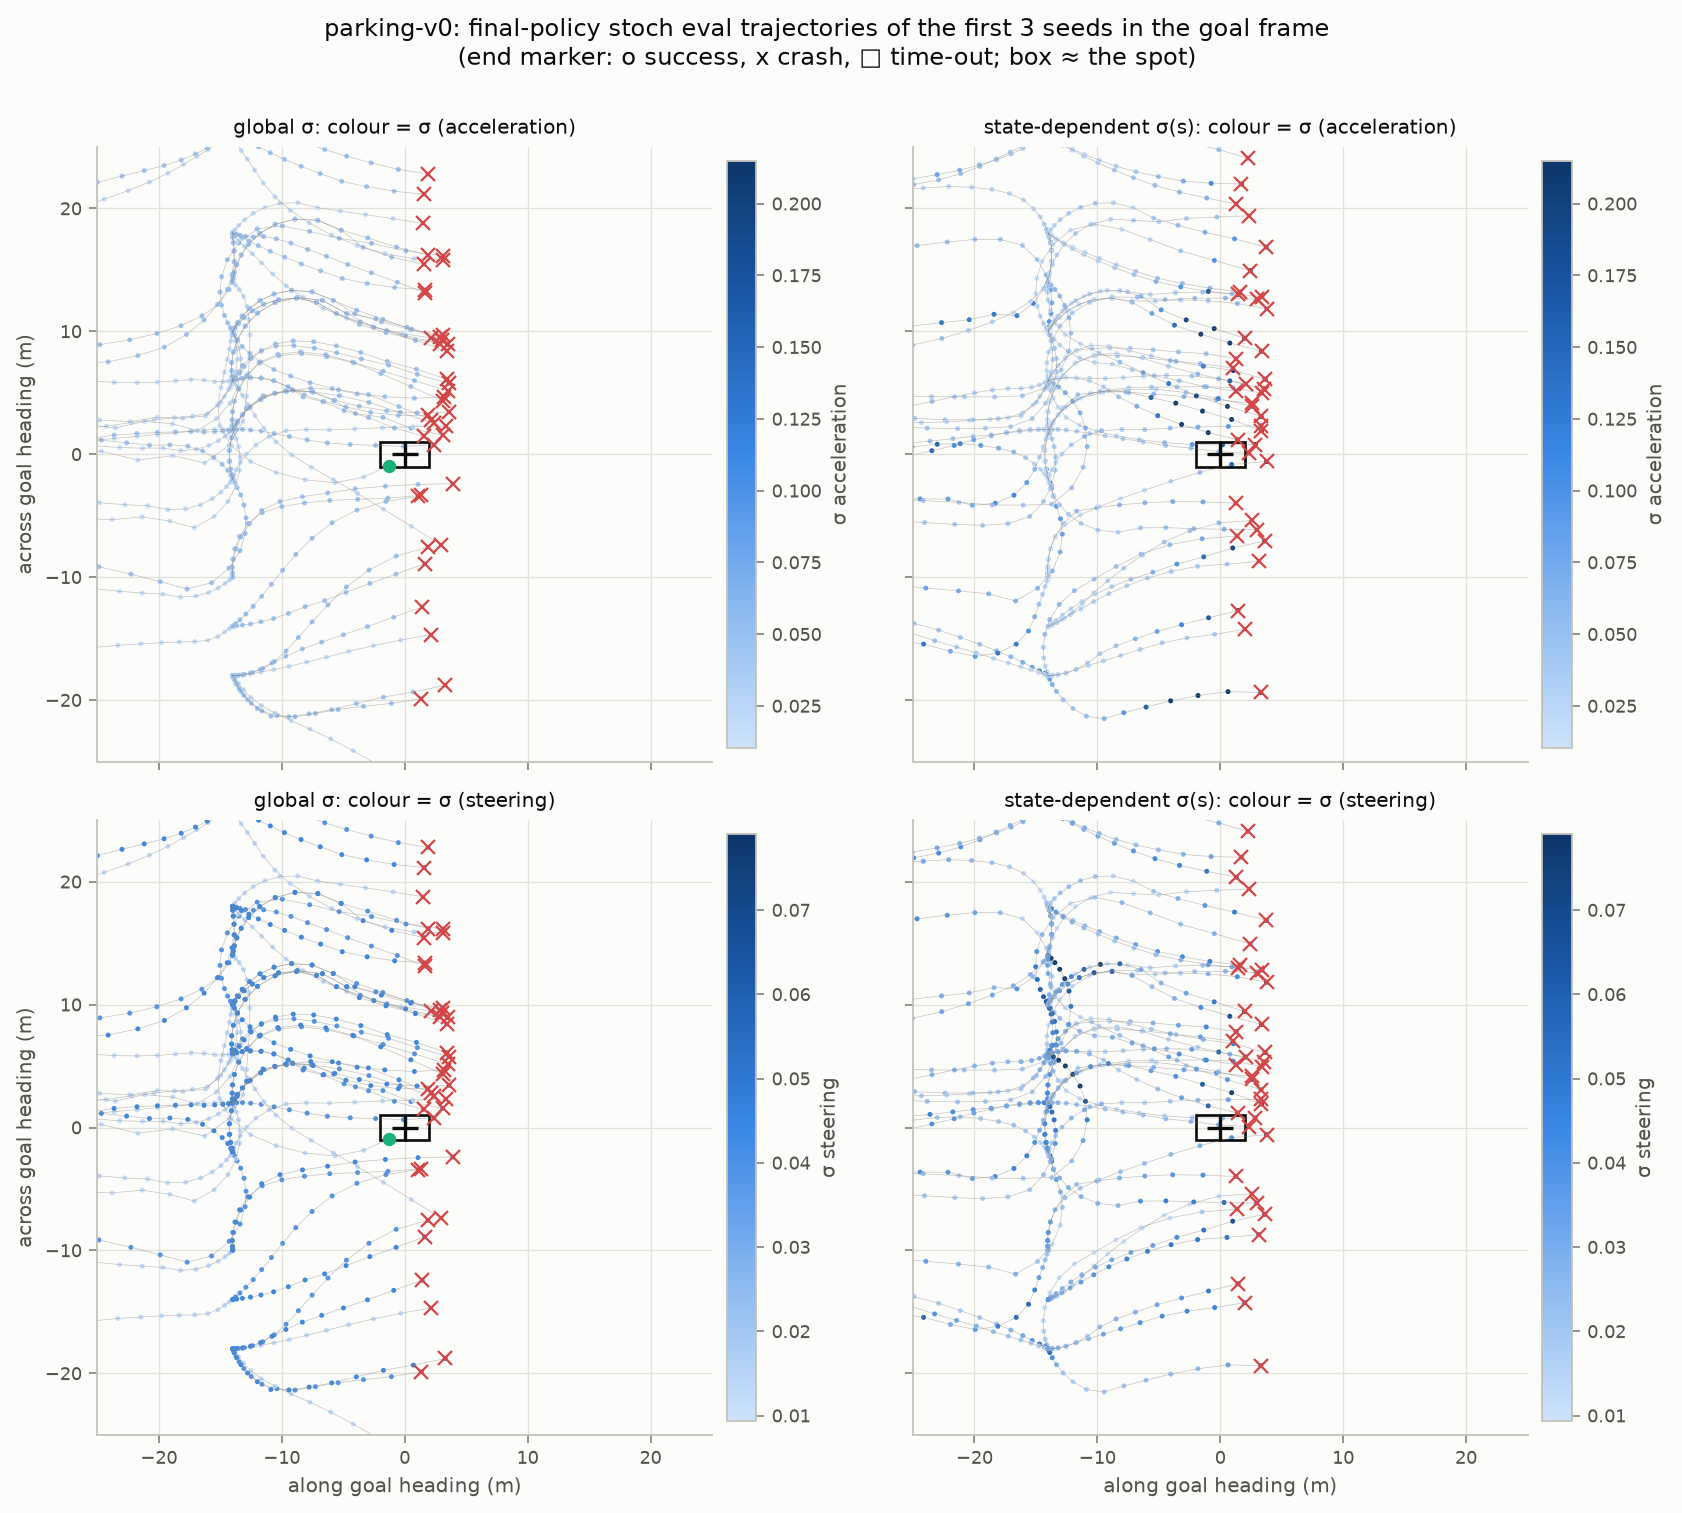 parking-v0: final-policy stoch eval trajectories of the first 3 seeds in the goal frame
(end marker: o success, x crash, □ time-out; box ≈ the spot)
global σ: colour = σ (acceleration)
state-dependent σ(s): colour = σ (acceleration)
across goal heading (m)
20
10
0
−10
−20
0.200
0.175
0.150
0.125
0.100
0.075
0.050
0.025
σ acceleration
0.200
0.175
0.150
0.125
0.100
0.075
0.050
0.025
σ acceleration
global σ: colour = σ (steering)
state-dependent σ(s): colour = σ (steering)
across goal heading (m)
20
10
0
−10
−20
0.07
0.06
0.05
0.04
0.03
0.02
0.01
σ steering
0.07
0.06
0.05
0.04
0.03
0.02
0.01
σ steering
−20 −10 0 10 20
along goal heading (m)
−20 −10 0 10 20
along goal heading (m)